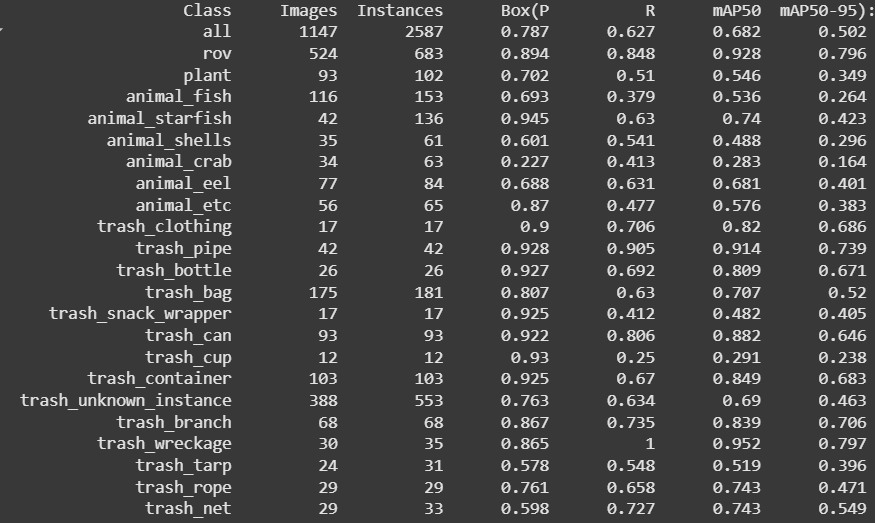 Class Images Instances Box(P R mAP50 mAP50-95):
all 1147 2587 0.787 0.627 0.682 0.502
rov 524 683 0.894 0.848 0.928 0.796
plant 93 102 0.702 0.51 0.546 0.349
animal_fish 116 153 0.693 0.379 0.536 0.264
animal_starfish 42 136 0.945 0.63 0.74 0.423
animal_shells 35 61 0.601 0.541 0.488 0.296
animal_crab 34 63 0.227 0.413 0.283 0.164
animal_eel 77 84 0.688 0.631 0.681 0.401
animal_etc 56 65 0.87 0.477 0.576 0.383
trash_clothing 17 17 0.9 0.706 0.82 0.686
trash_pipe 42 42 0.928 0.905 0.914 0.739
trash_bottle 26 26 0.927 0.692 0.809 0.671
trash_bag 175 181 0.807 0.63 0.707 0.52
trash_snack_wrapper 17 17 0.925 0.412 0.482 0.405
trash_can 93 93 0.922 0.806 0.882 0.646
trash_cup 12 12 0.93 0.25 0.291 0.238
trash_container 103 103 0.925 0.67 0.849 0.683
trash_unknown_instance 388 553 0.763 0.634 0.69 0.463
trash_branch 68 68 0.867 0.735 0.839 0.706
trash_wreckage 30 35 0.865 1 0.952 0.797
trash_tarp 24 31 0.578 0.548 0.519 0.396
trash_rope 29 29 0.761 0.658 0.743 0.471
trash_net 29 33 0.598 0.727 0.743 0.549